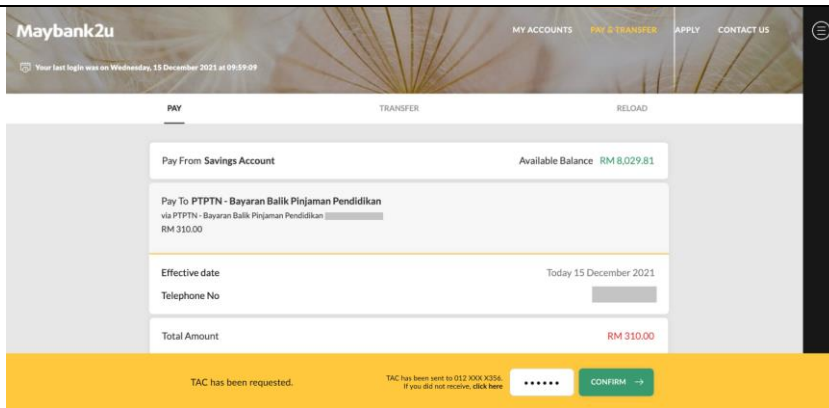 Maybank2u
MY ACCOUNTS PAY & TRANSFER APPLY CONTACT US
Your last login was on Wednesday, 15 December 2021 at 09:59:09
PAY TRANSFER RELOAD
Pay From Savings Account Available Balance RM 8,029.81
Pay To PTPTN - Bayaran Balik Pinjaman Pendidikan
via PTPTN - Bayaran Balik Pinjaman Pendidikan
RM 310.00
Effective date Today 15 December 2021
Telephone No
Total Amount RM 310.00
TAC has been requested.
TAC has been sent to 012 XXX X356.
If you did not receive, click here
CONFIRM →